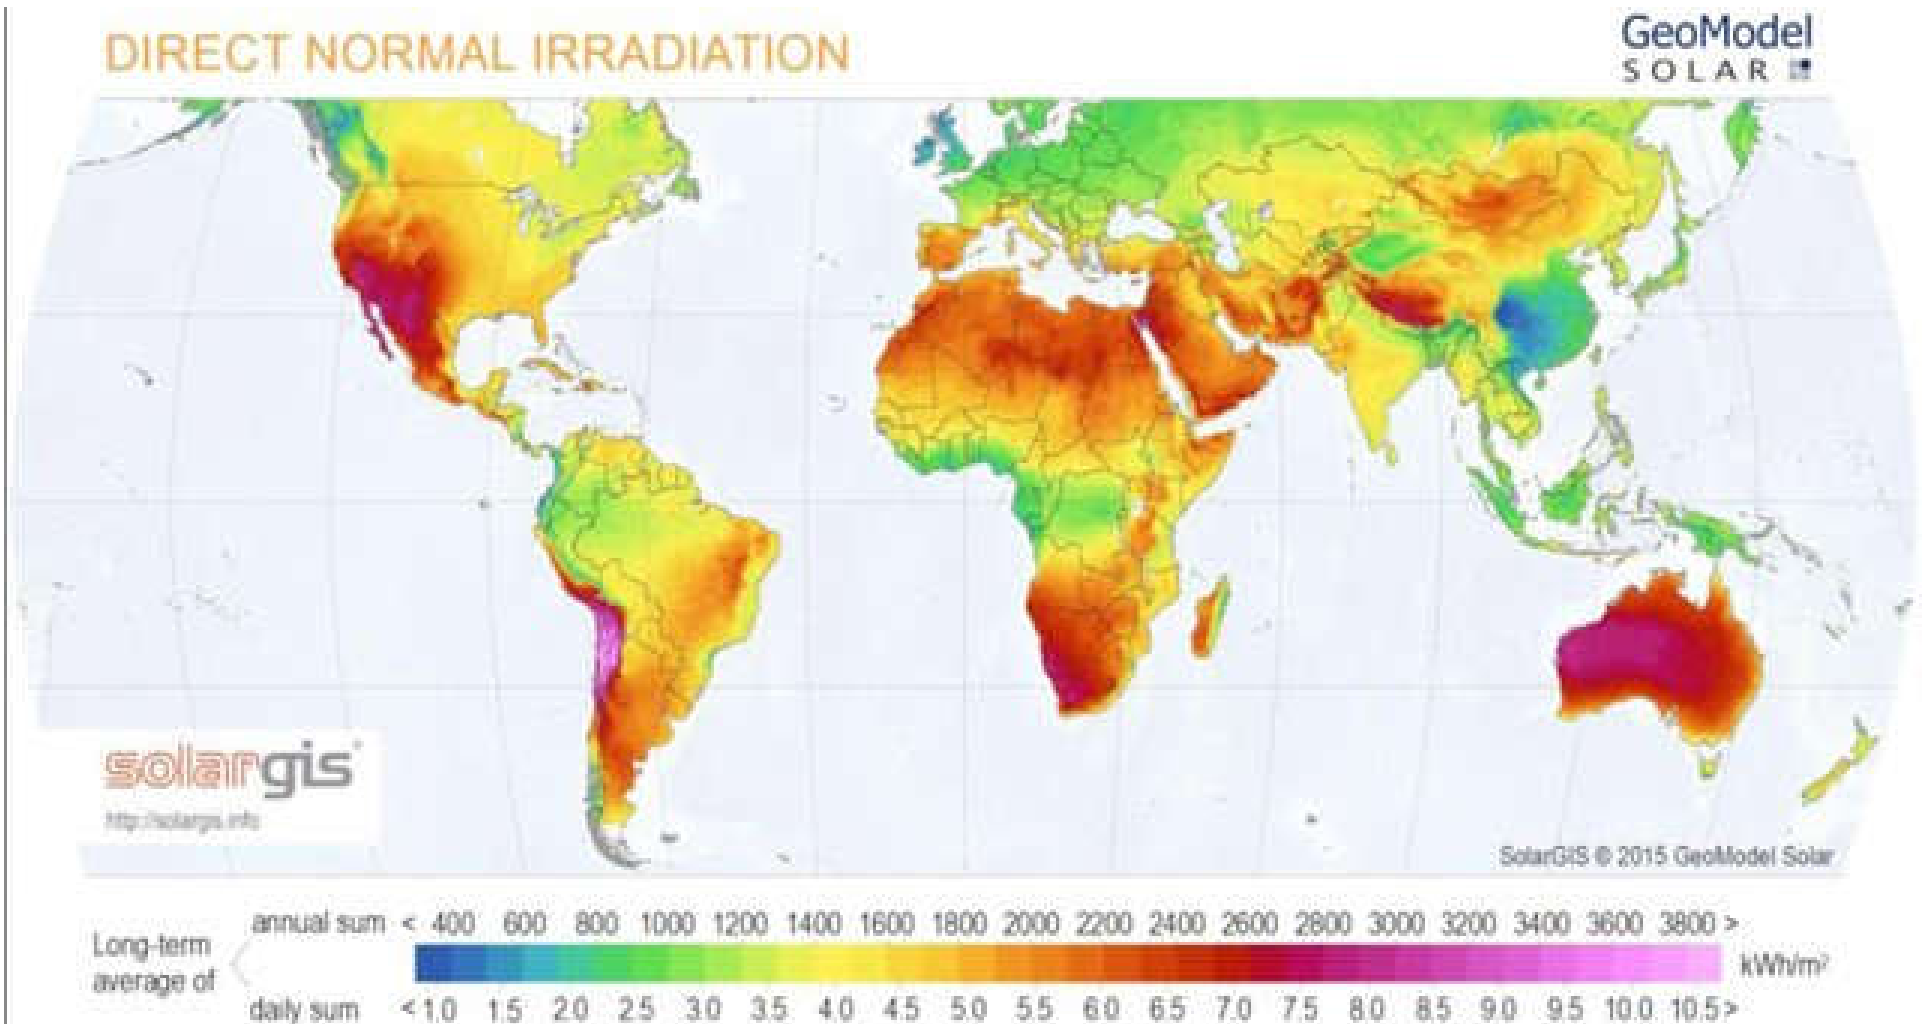 DIRECT NORMAL IRRADIATION
GeoModel
SOLAR
solargis
http://solargis.info
SolarGIS © 2015 GeoModel Solar
Long-term
average of
annual sum < 400 600 800 1000 1200 1400 1600 1800 2000 2200 2400 2600 2800 3000 3200 3400 3600 3800 >
kWh/m²
daily sum < 1.0 1.5 2.0 2.5 3.0 3.5 4.0 4.5 5.0 5.5 6.0 6.5 7.0 7.5 8.0 8.5 9.0 9.5 10.0 10.5 >